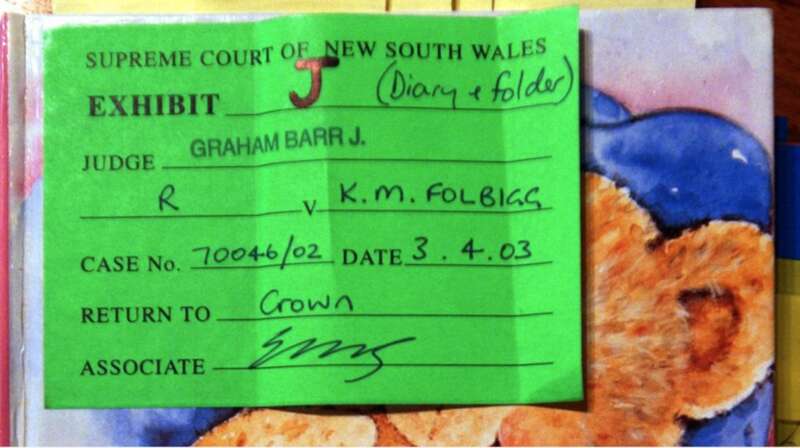 SUPREME COURT OF NEW SOUTH WALES
EXHIBIT J (Diary & folder)
JUDGE GRAHAM BARR J.
R V K.M. FOLBIGG
CASE No. 70046/02 DATE 3.4.03
RETURN TO Crown
ASSOCIATE